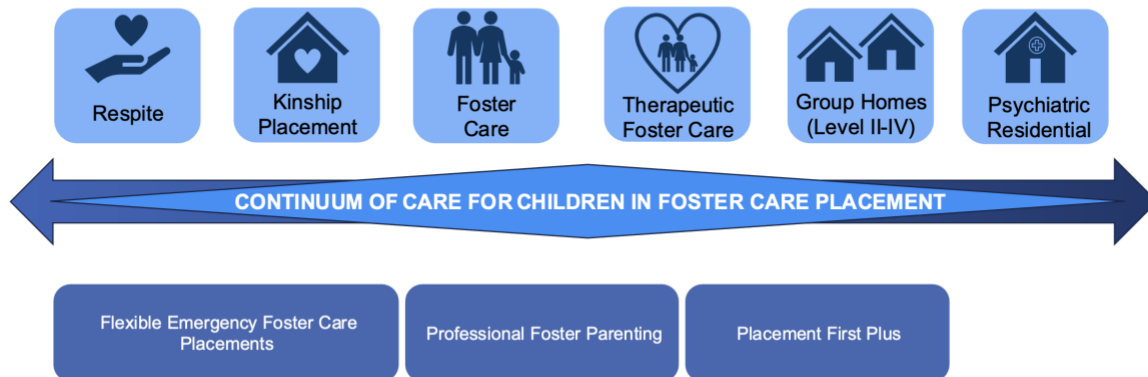 Respite
Kinship
Placement
Foster
Care
Therapeutic
Foster Care
Group Homes
(Level II-IV)
Psychiatric
Residential
CONTINUUM OF CARE FOR CHILDREN IN FOSTER CARE PLACEMENT
Flexible Emergency Foster Care
Placements
Professional Foster Parenting
Placement First Plus